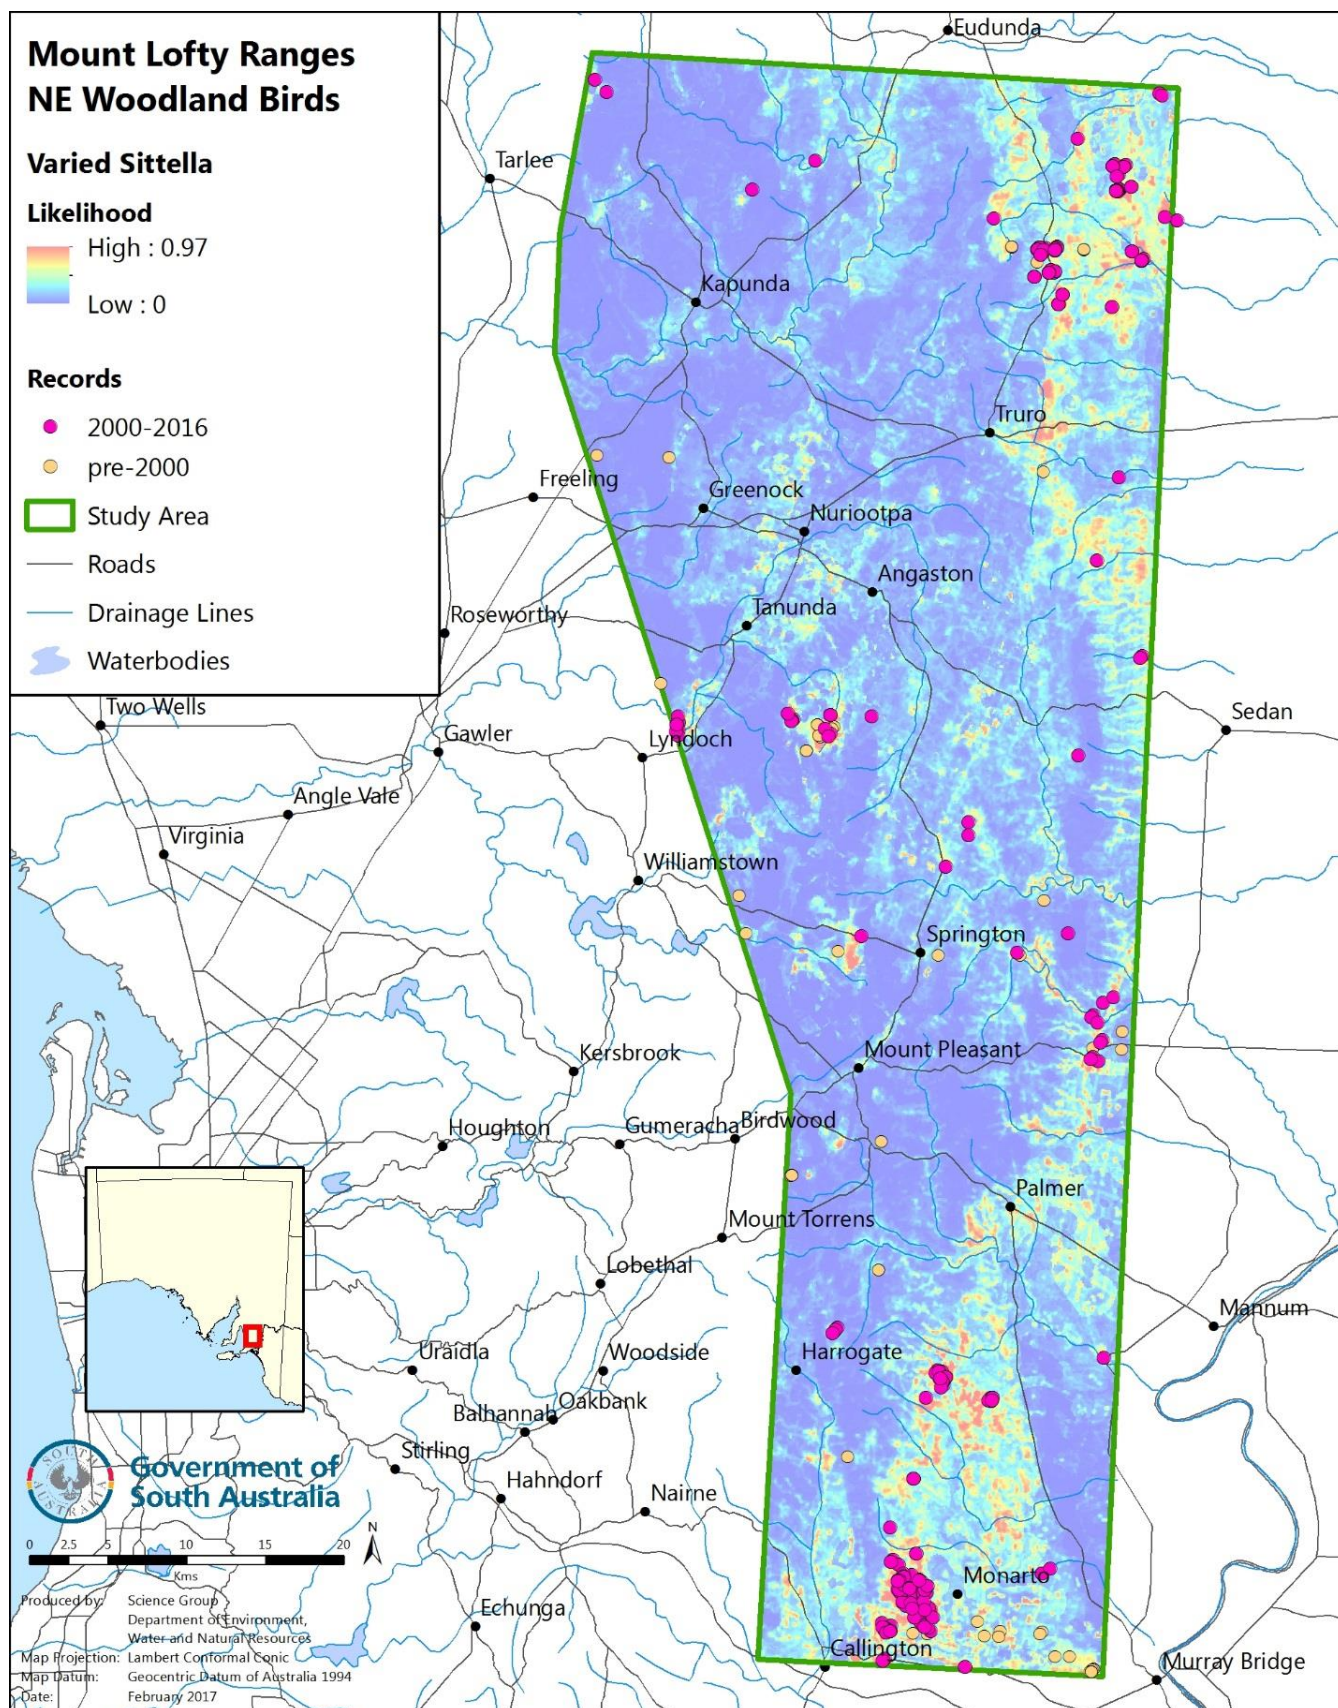 Mount Lofty Ranges
NE Woodland Birds
Varied Sittella
Likelihood
High : 0.97
Low : 0
Records
2000-2016
pre-2000
Study Area
Roads
Drainage Lines
Waterbodies
Eudunda
Tarlee
Kapunda
Truro
Freeling
Greenock
Nuriootpa
Angaston
Tanunda
Roseworthy
Two Wells
Sedan
Gawler
Lyndoch
Angle Vale
Virginia
Williamstown
Springton
Kersbrook
Mount Pleasant
Houghton
Gumeracha
Birdwood
Palmer
Mount Torrens
Lobethal
Mannum
Uraidla
Woodside
Harrogate
Balhannah
Oakbank
Stirling
Hahndorf
Nairne
Monarto
Echunga
Callington
Murray Bridge
SOUTH AUSTRALIA
Government of
South Australia
0 2.5 5 10 15 20
Kms
N
Produced by: Science Group
Department of Environment,
Water and Natural Resources
Map Projection: Lambert Conformal Conic
Map Datum: Geocentric Datum of Australia 1994
Date: February 2017